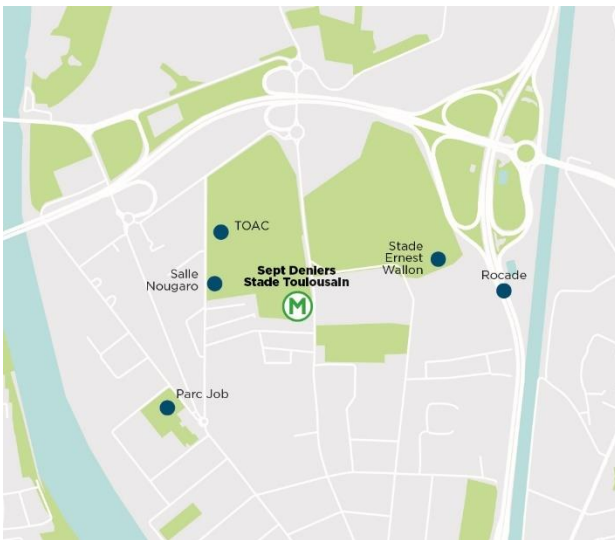 TOAC
Stade
Ernest
Wallon
Sept Deniers
Stade Toulousain
Salle
Nougaro
Rocade
M
Parc Job